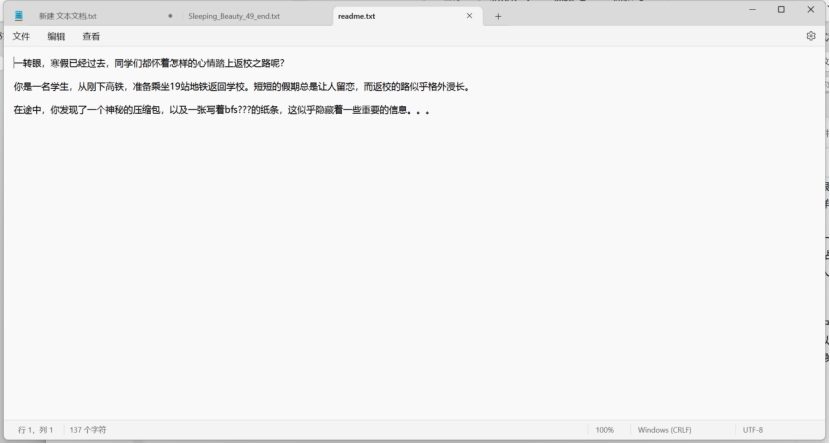 新建 文本文档.txt
Sleeping_Beauty_49_end.txt
readme.txt
文件 编辑 查看
一转眼，寒假已经过去，同学们都怀着怎样的心情踏上返校之路呢？
你是一名学生，从刚下高铁，准备乘坐19站地铁返回学校。短短的假期总是让人留恋，而返校的路似乎格外漫长。
在途中，你发现了一个神秘的压缩包，以及一张写着bfs???的纸条，这似乎隐藏着一些重要的信息。。。
行 1，列 1 137 个字符 100% Windows (CRLF) UTF-8